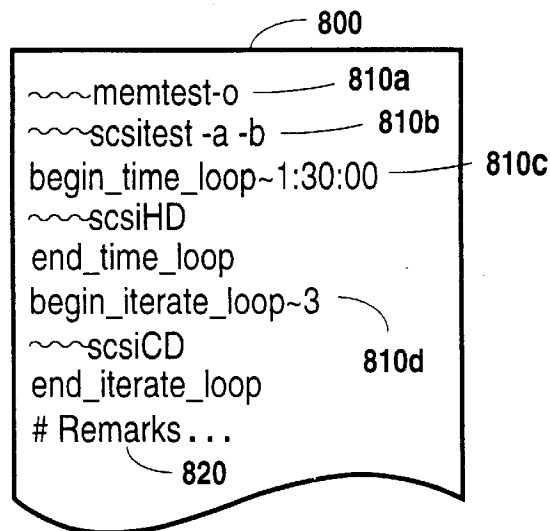 800
~~~memtest-o 810a
~~~scsitest -a -b 810b
begin_time_loop~1:30:00 810c
~~~scsiHD
end_time_loop
begin_iterate_loop~3
~~~scsiCD 810d
end_iterate_loop
# Remarks...
820